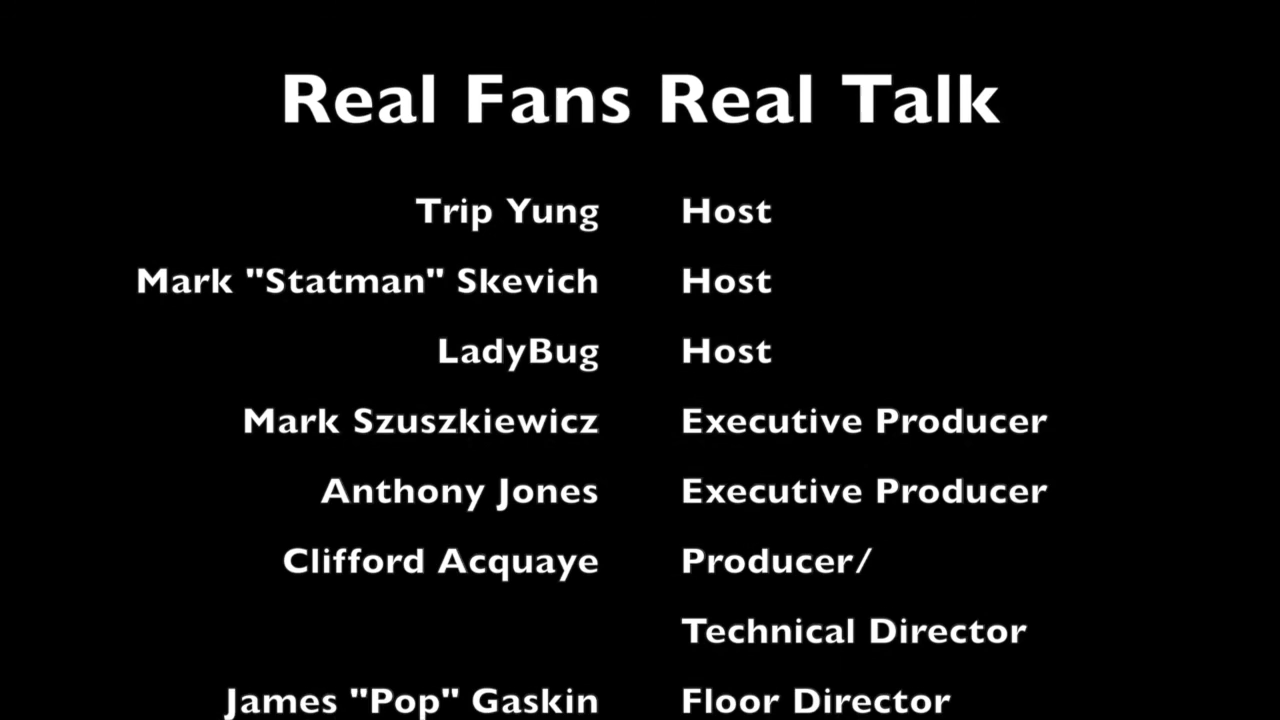 Real Fans Real Talk
Trip Yung Host
Mark "Statman" Skevich Host
LadyBug Host
Mark Szuszkiewicz Executive Producer
Anthony Jones Executive Producer
Clifford Acquaye Producer/
Technical Director
James "Pop" Gaskin Floor Director